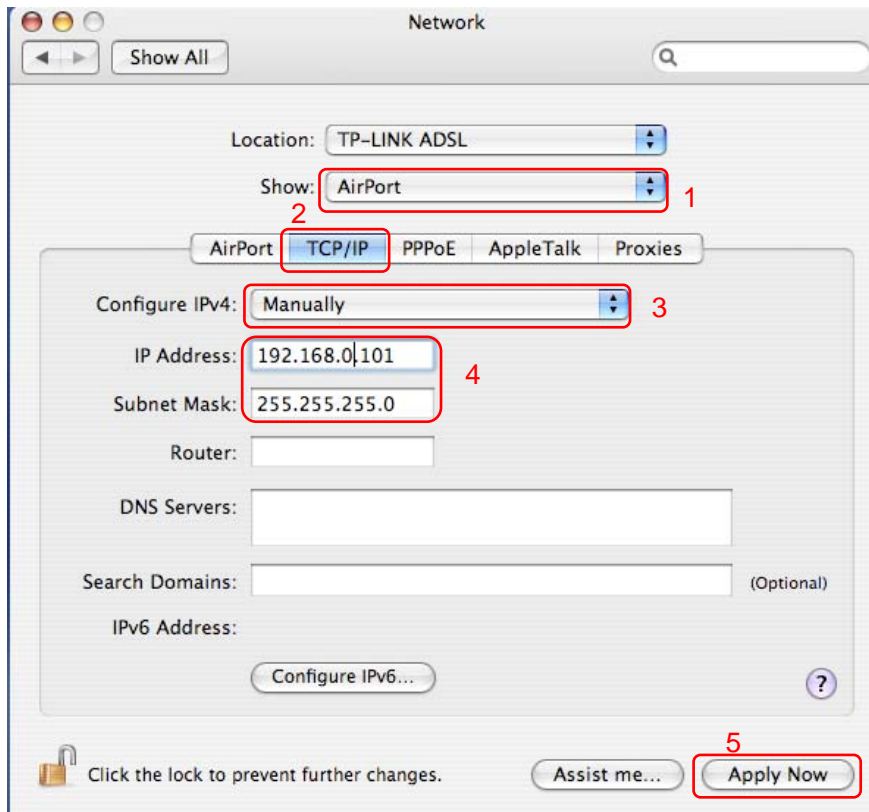 Network
Show All
Location: TP-LINK ADSL
Show: AirPort 1
2
AirPort TCP/IP PPPoE AppleTalk Proxies
Configure IPv4: Manually 3
IP Address: 192.168.0.101
4
Subnet Mask: 255.255.255.0
Router:
DNS Servers:
Search Domains: (Optional)
IPv6 Address:
Configure IPv6...
?
5
Click the lock to prevent further changes. Assist me... Apply Now